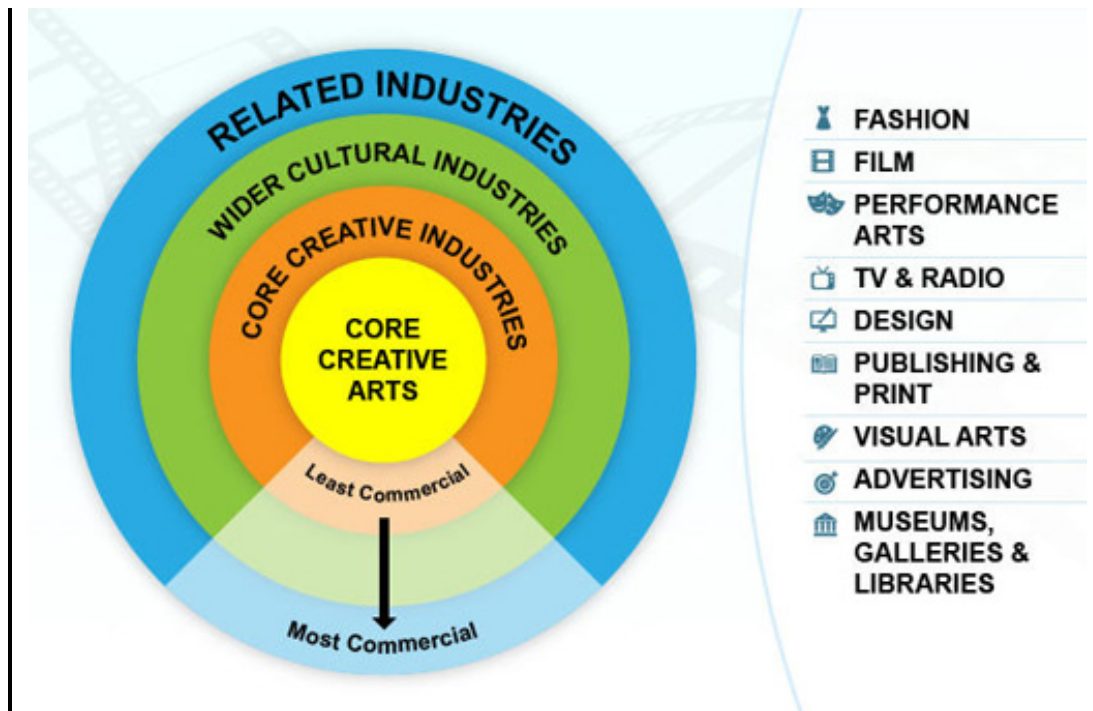 RELATED INDUSTRIES
WIDER CULTURAL INDUSTRIES
CORE CREATIVE INDUSTRIES
CORE
CREATIVE
ARTS
Least Commercial
Most Commercial
FASHION
FILM
PERFORMANCE
ARTS
TV & RADIO
DESIGN
PUBLISHING &
PRINT
VISUAL ARTS
ADVERTISING
MUSEUMS,
GALLERIES &
LIBRARIES